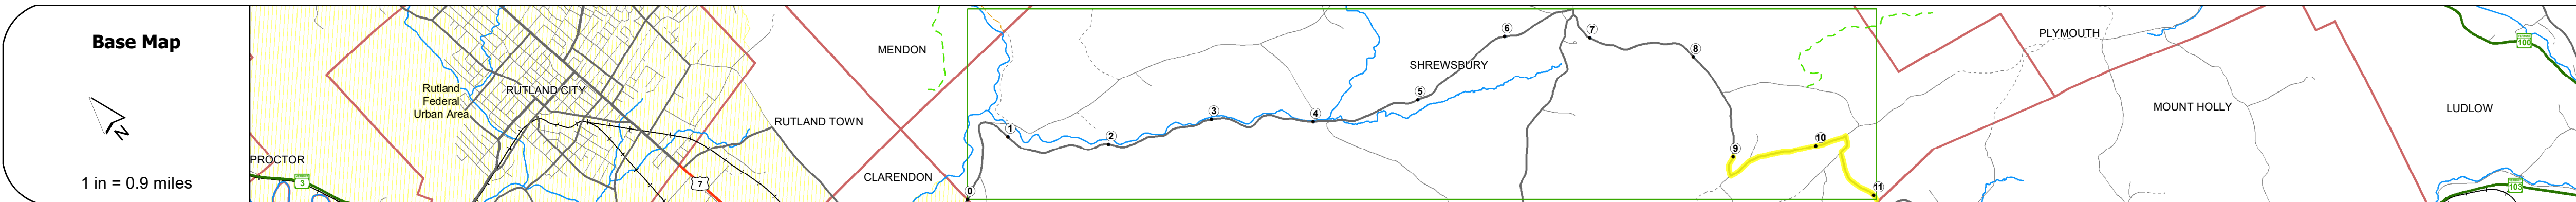 Base Map
N
1 in = 0.9 miles
PROCTOR
3
Rutland
Federal
Urban Area
RUTLAND CITY
7
RUTLAND TOWN
MENDON
CLARENDON
0
1
2
3
4
5
6
7
8
9
10
11
SHREWSBURY
PLYMOUTH
MOUNT HOLLY
LUDLOW
100
103